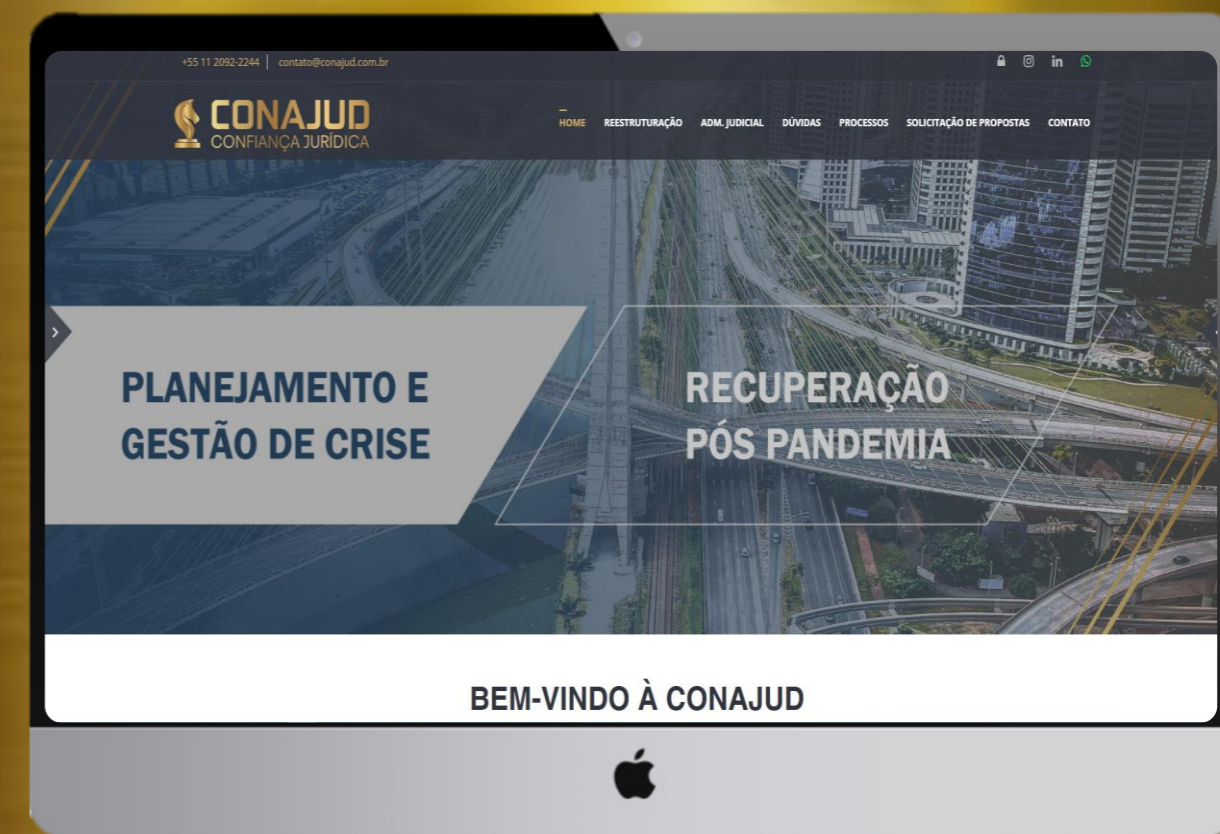 +55 11 2092-2244 | contato@conajud.com.br
CONAJUD
CONFIANÇA JURÍDICA
HOME REESTRUTURAÇÃO ADM. JUDICIAL DÚVIDAS PROCESSOS SOLICITAÇÃO DE PROPOSTAS CONTATO
PLANEJAMENTO E
GESTÃO DE CRISE
RECUPERAÇÃO
PÓS PANDEMIA
BEM-VINDO À CONAJUD